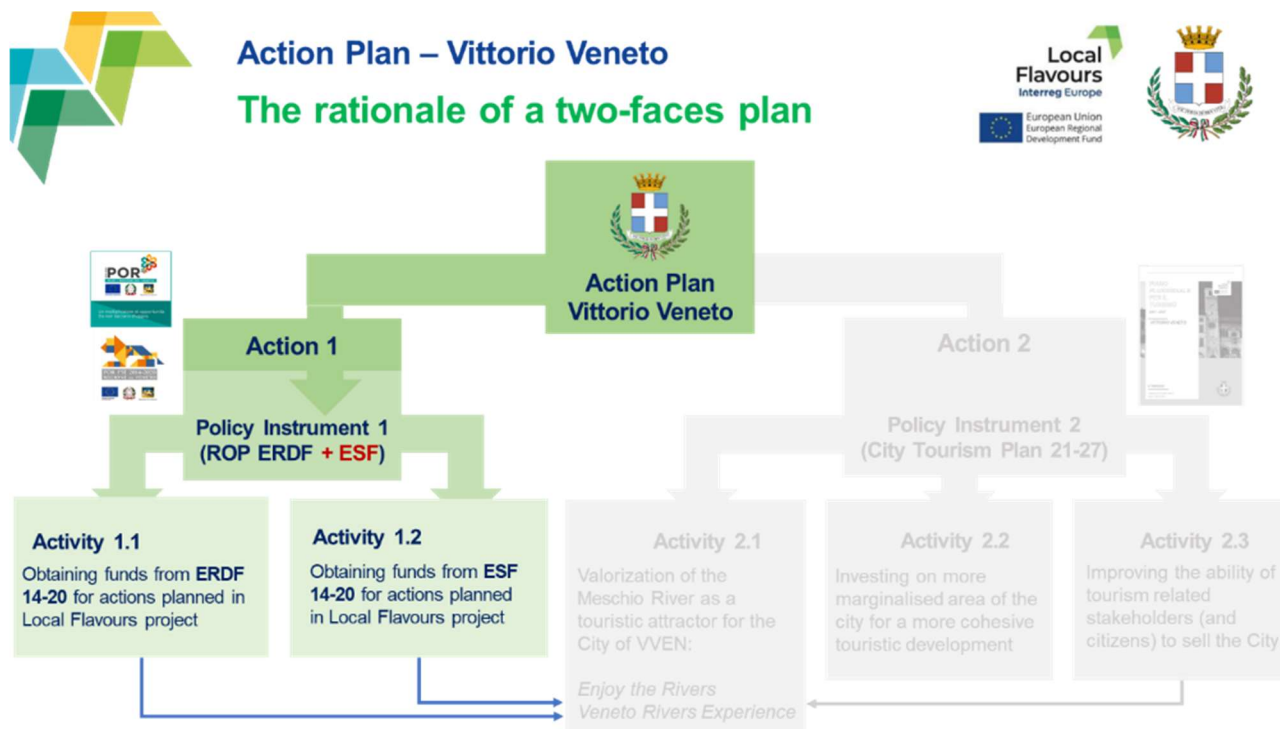 Action Plan – Vittorio Veneto
The rationale of a two-faces plan
Local
Flavours
Interreg Europe
European Union
European Regional
Development Fund
Action Plan
Vittorio Veneto
POR
Action 1
Policy Instrument 1
(ROP ERDF + ESF)
Action 2
Policy Instrument 2
(City Tourism Plan 21-27)
Activity 1.1
Obtaining funds from ERDF
14-20 for actions planned in
Local Flavours project
Activity 1.2
Obtaining funds from ESF
14-20 for actions planned
in Local Flavours project
Activity 2.1
Valorization of the
Meschio River as a
touristic attractor for the
City of VVEN:
Enjoy the Rivers
Veneto Rivers Experience
Activity 2.2
Investing on more
marginalised area of the
city for a more cohesive
touristic development
Activity 2.3
Improving the ability of
tourism related
stakeholders (and
citizens) to sell the City